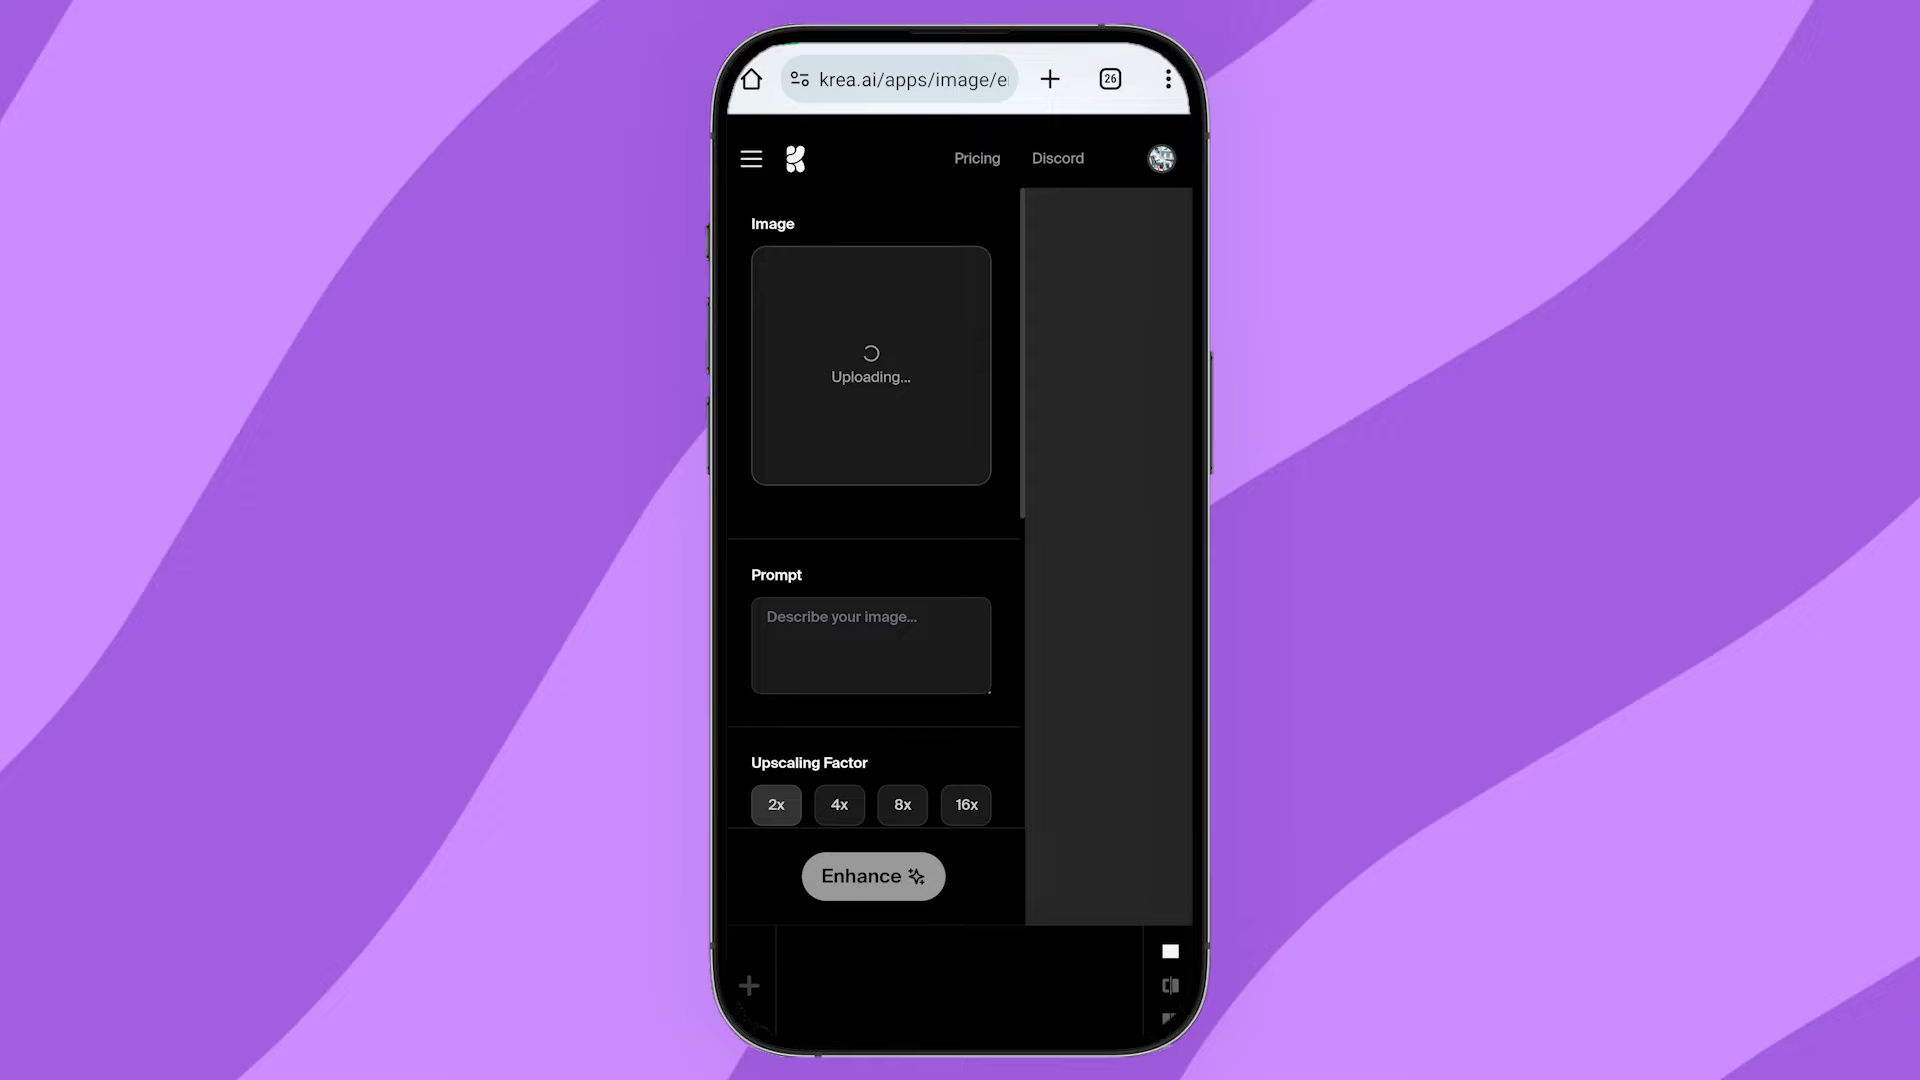 krea.ai/apps/image/e
26
Pricing
Discord
Image
Uploading...
Prompt
Describe your image...
Upscaling Factor
2x
4x
8x
16x
Enhance